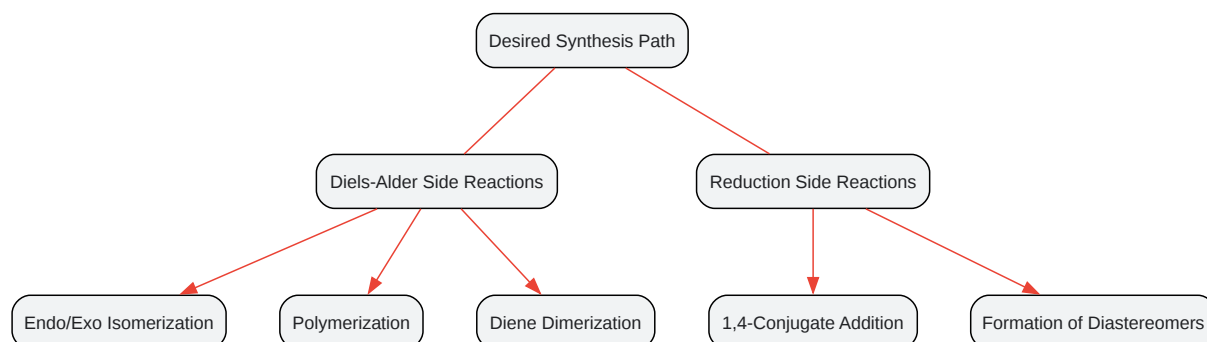 Desired Synthesis Path
Diels-Alder Side Reactions
Reduction Side Reactions
Endo/Exo Isomerization
Polymerization
Diene Dimerization
1,4-Conjugate Addition
Formation of Diastereomers